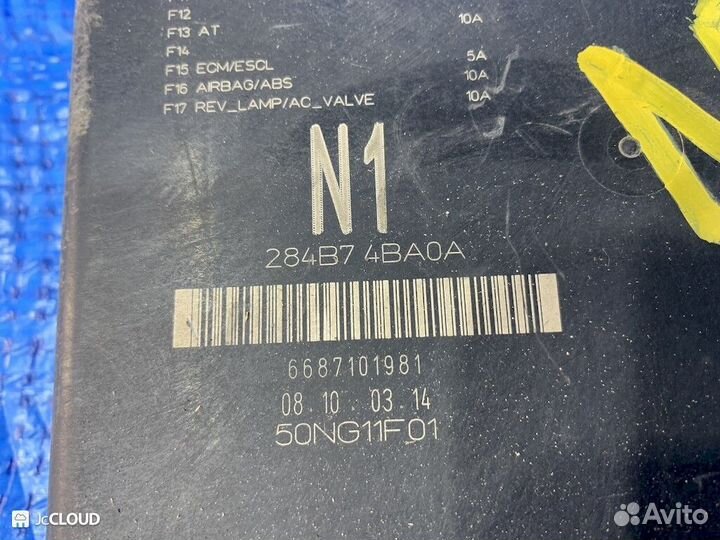 F12 10A
F13 AT
F14 5A
F15 ECM/ESCL 10A
F16 AIRBAG/ABS 10A
F17 REV_LAMP/AC_VALVE
N1
284B7 4BA0A
6687101981
08 10 03 14
50NG11F01
JcCLOUD
Avito